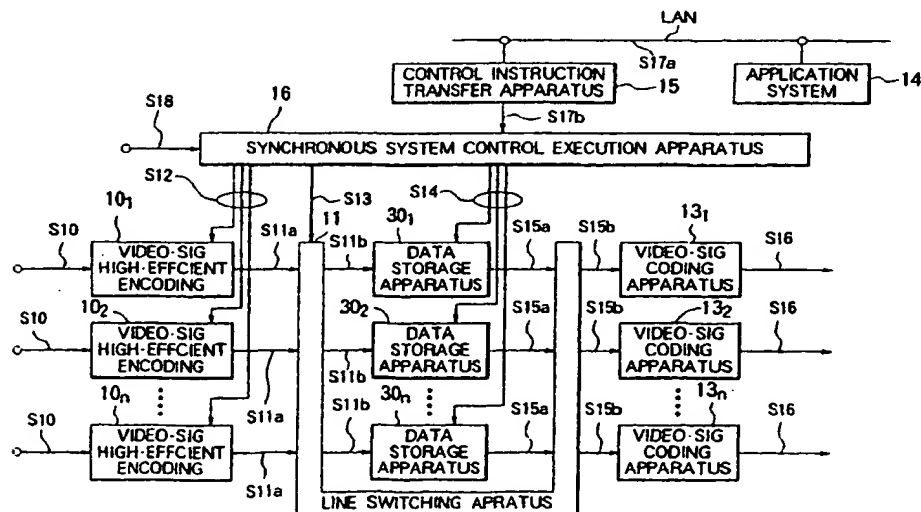 LAN
S17a
CONTROL INSTRUCTION
TRANSFER APPARATUS
15
APPLICATION
SYSTEM
14
S17b
S18
16
SYNCHRONOUS SYSTEM CONTROL EXECUTION APPARATUS
S12
S13
S14
10₁
11
30₁
13₁
S10
VIDEO·SIG
HIGH-EFFCIENT
ENCODING
S11a
S11b
DATA
STORAGE
APPARATUS
S15a
S15b
VIDEO·SIG
CODING
APPARATUS
S16
10₂
30₂
13₂
S10
VIDEO·SIG
HIGH-EFFCIENT
ENCODING
S11a
S11b
DATA
STORAGE
APPARATUS
S15a
S15b
VIDEO·SIG
CODING
APPARATUS
S16
10n
30n
13n
S10
VIDEO·SIG
HIGH-EFFCIENT
ENCODING
S11a
S11b
DATA
STORAGE
APPARATUS
S15a
S15b
VIDEO·SIG
CODING
APPARATUS
S16
LINE SWITCHING APRATUS